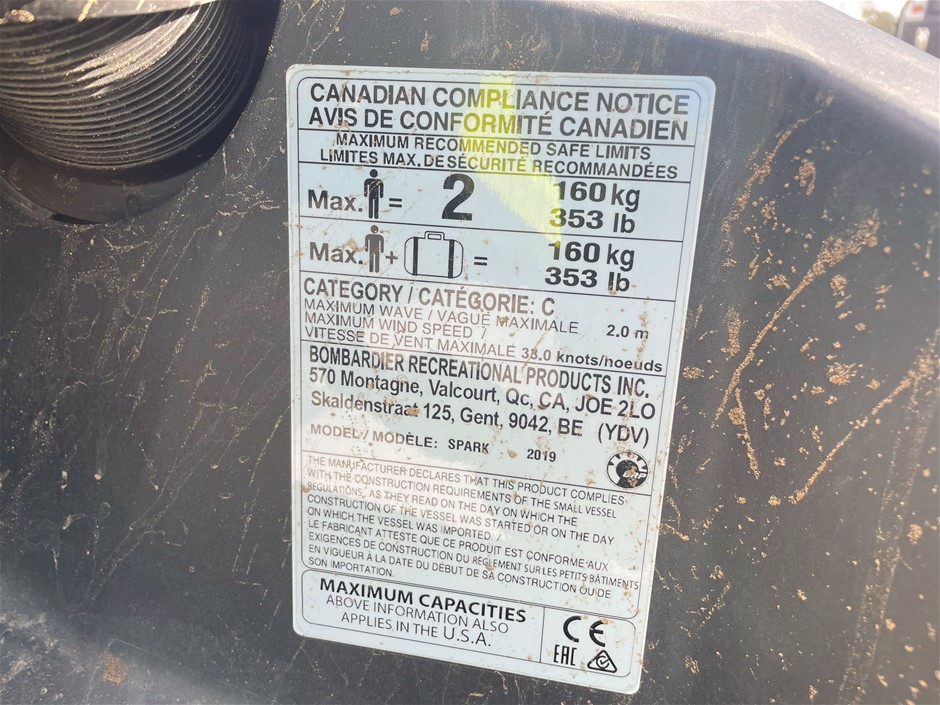 CANADIAN COMPLIANCE NOTICE
AVIS DE CONFORMITÉ CANADIEN
MAXIMUM RECOMMENDED SAFE LIMITS
LIMITES MAX. DE SÉCURITÉ RECOMMANDÉES
Max. = 2 160 kg
353 lb
Max. + = 160 kg
353 lb
CATEGORY / CATÉGORIE: C
MAXIMUM WAVE / VAGUE MAXIMALE 2.0 m
MAXIMUM WIND SPEED /
VITESSE DE VENT MAXIMALE 38.0 knots/noeuds
BOMBARDIER RECREATIONAL PRODUCTS INC.
570 Montagne, Valcourt, Qc, CA, JOE 2LO
Skaldenstraat 125, Gent, 9042, BE (YDV)
MODEL / MODÈLE: SPARK 2019
THE MANUFACTURER DECLARES THAT THIS PRODUCT COMPLIES
WITH THE CONSTRUCTION REQUIREMENTS OF THE SMALL VESSEL
REGULATIONS, AS THEY READ ON THE DAY ON WHICH THE
CONSTRUCTION OF THE VESSEL WAS STARTED OR ON THE DAY
ON WHICH THE VESSEL WAS IMPORTED. /
LE FABRICANT ATTESTE QUE CE PRODUIT EST CONFORME AUX
EXIGENCES DE CONSTRUCTION DU RÈGLEMENT SUR LES PETITS BÂTIMENTS
EN VIGUEUR À LA DATE DU DÉBUT DE SA CONSTRUCTION OU DE
SON IMPORTATION.
MAXIMUM CAPACITIES
ABOVE INFORMATION ALSO
APPLIES IN THE U.S.A.
CE
EAC